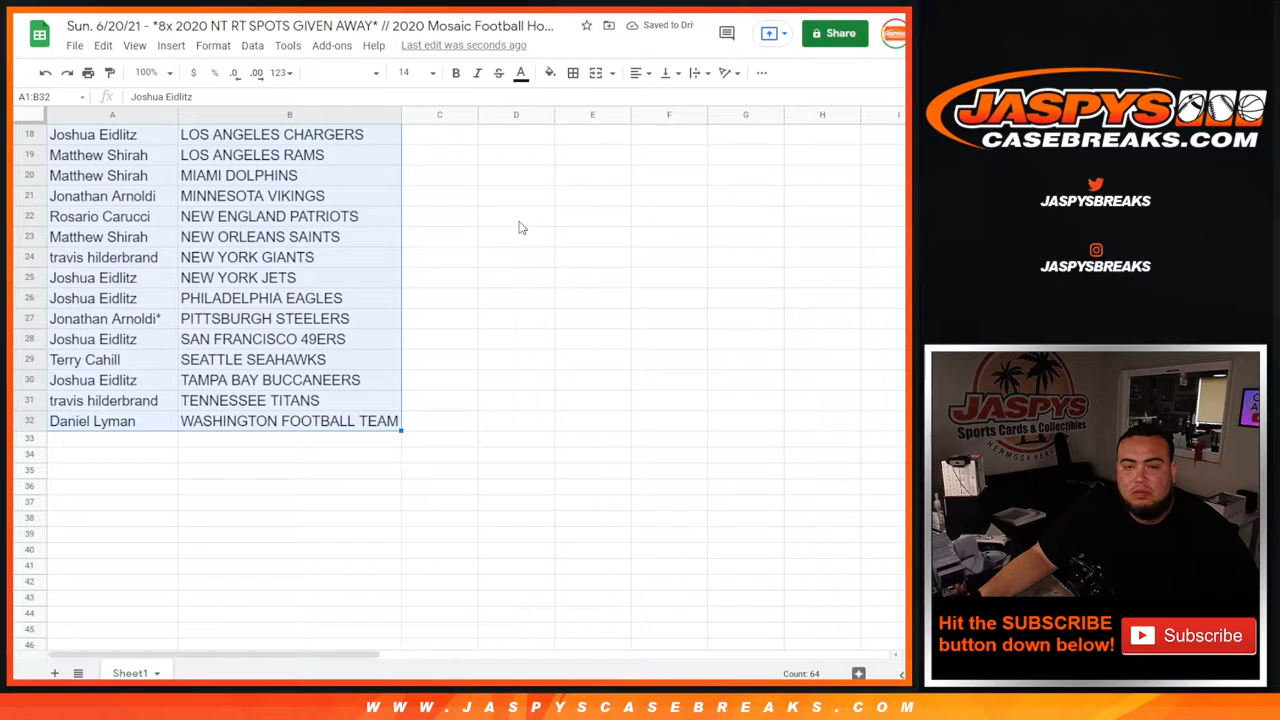 Sun. 6/20/21 - *8x 2020 NT RT SPOTS GIVEN AWAY* // 2020 Mosaic Football Ho...
Saved to Dri
Share
File Edit View Insert Format Data Tools Add-ons Help Last edit was seconds ago
100% $ % .0 .00 123 14 B I S A
A1:B32 fx Joshua Eidlitz
A B C D E F G H I
18 Joshua Eidlitz LOS ANGELES CHARGERS
19 Matthew Shirah LOS ANGELES RAMS
20 Matthew Shirah MIAMI DOLPHINS
21 Jonathan Arnoldi MINNESOTA VIKINGS
22 Rosario Carucci NEW ENGLAND PATRIOTS
23 Matthew Shirah NEW ORLEANS SAINTS
24 travis hilderbrand NEW YORK GIANTS
25 Joshua Eidlitz NEW YORK JETS
26 Joshua Eidlitz PHILADELPHIA EAGLES
27 Jonathan Arnoldi* PITTSBURGH STEELERS
28 Joshua Eidlitz SAN FRANCISCO 49ERS
29 Terry Cahill SEATTLE SEAHAWKS
30 Joshua Eidlitz TAMPA BAY BUCCANEERS
31 travis hilderbrand TENNESSEE TITANS
32 Daniel Lyman WASHINGTON FOOTBALL TEAM
33
34
35
36
37
38
39
40
41
42
43
44
45
46
Sheet1
Count: 64
JASPYS
CASEBREAKS.COM
JASPYSBREAKS
JASPYSBREAKS
JASPYS
Sports Cards & Collectibles
HERMOSA BEACH
Hit the SUBSCRIBE
button down below!
Subscribe
WWW.JASPYSCASEBREAKS.COM